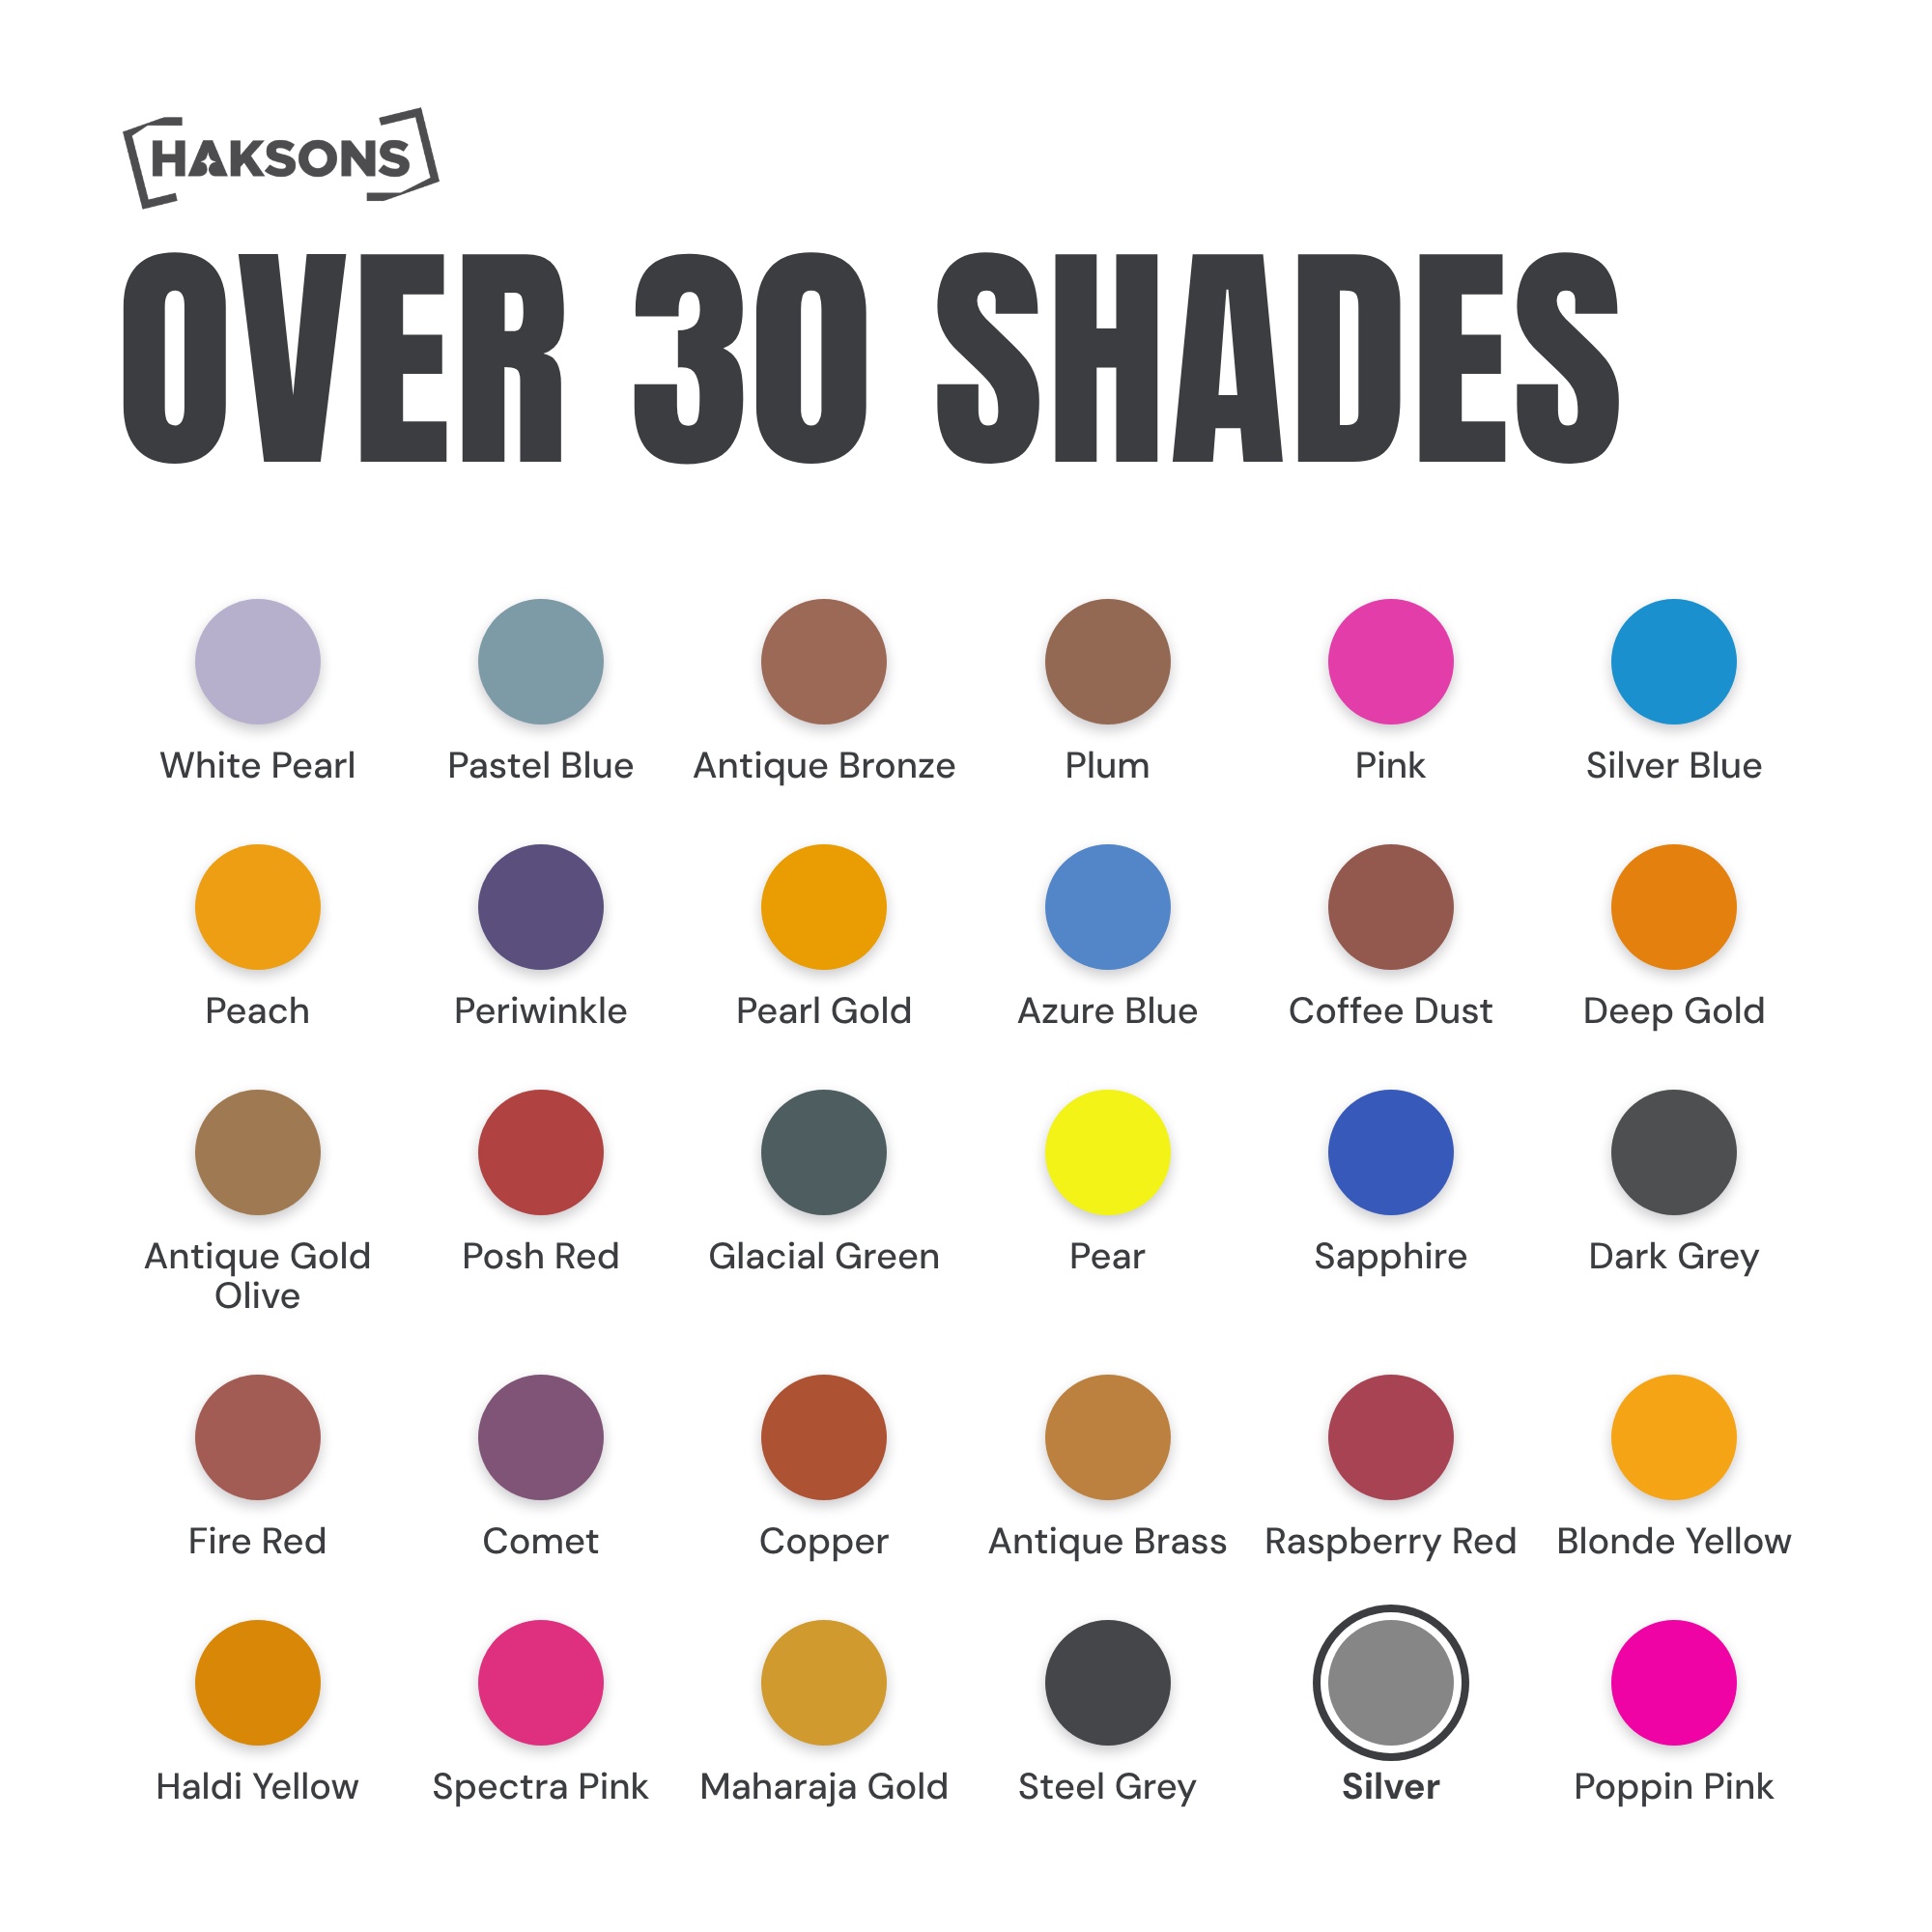 HAKSONS
OVER 30 SHADES
White Pearl
Pastel Blue
Antique Bronze
Plum
Pink
Silver Blue
Peach
Periwinkle
Pearl Gold
Azure Blue
Coffee Dust
Deep Gold
Antique Gold
Olive
Posh Red
Glacial Green
Pear
Sapphire
Dark Grey
Fire Red
Comet
Copper
Antique Brass
Raspberry Red
Blonde Yellow
Haldi Yellow
Spectra Pink
Maharaja Gold
Steel Grey
Silver
Poppin Pink